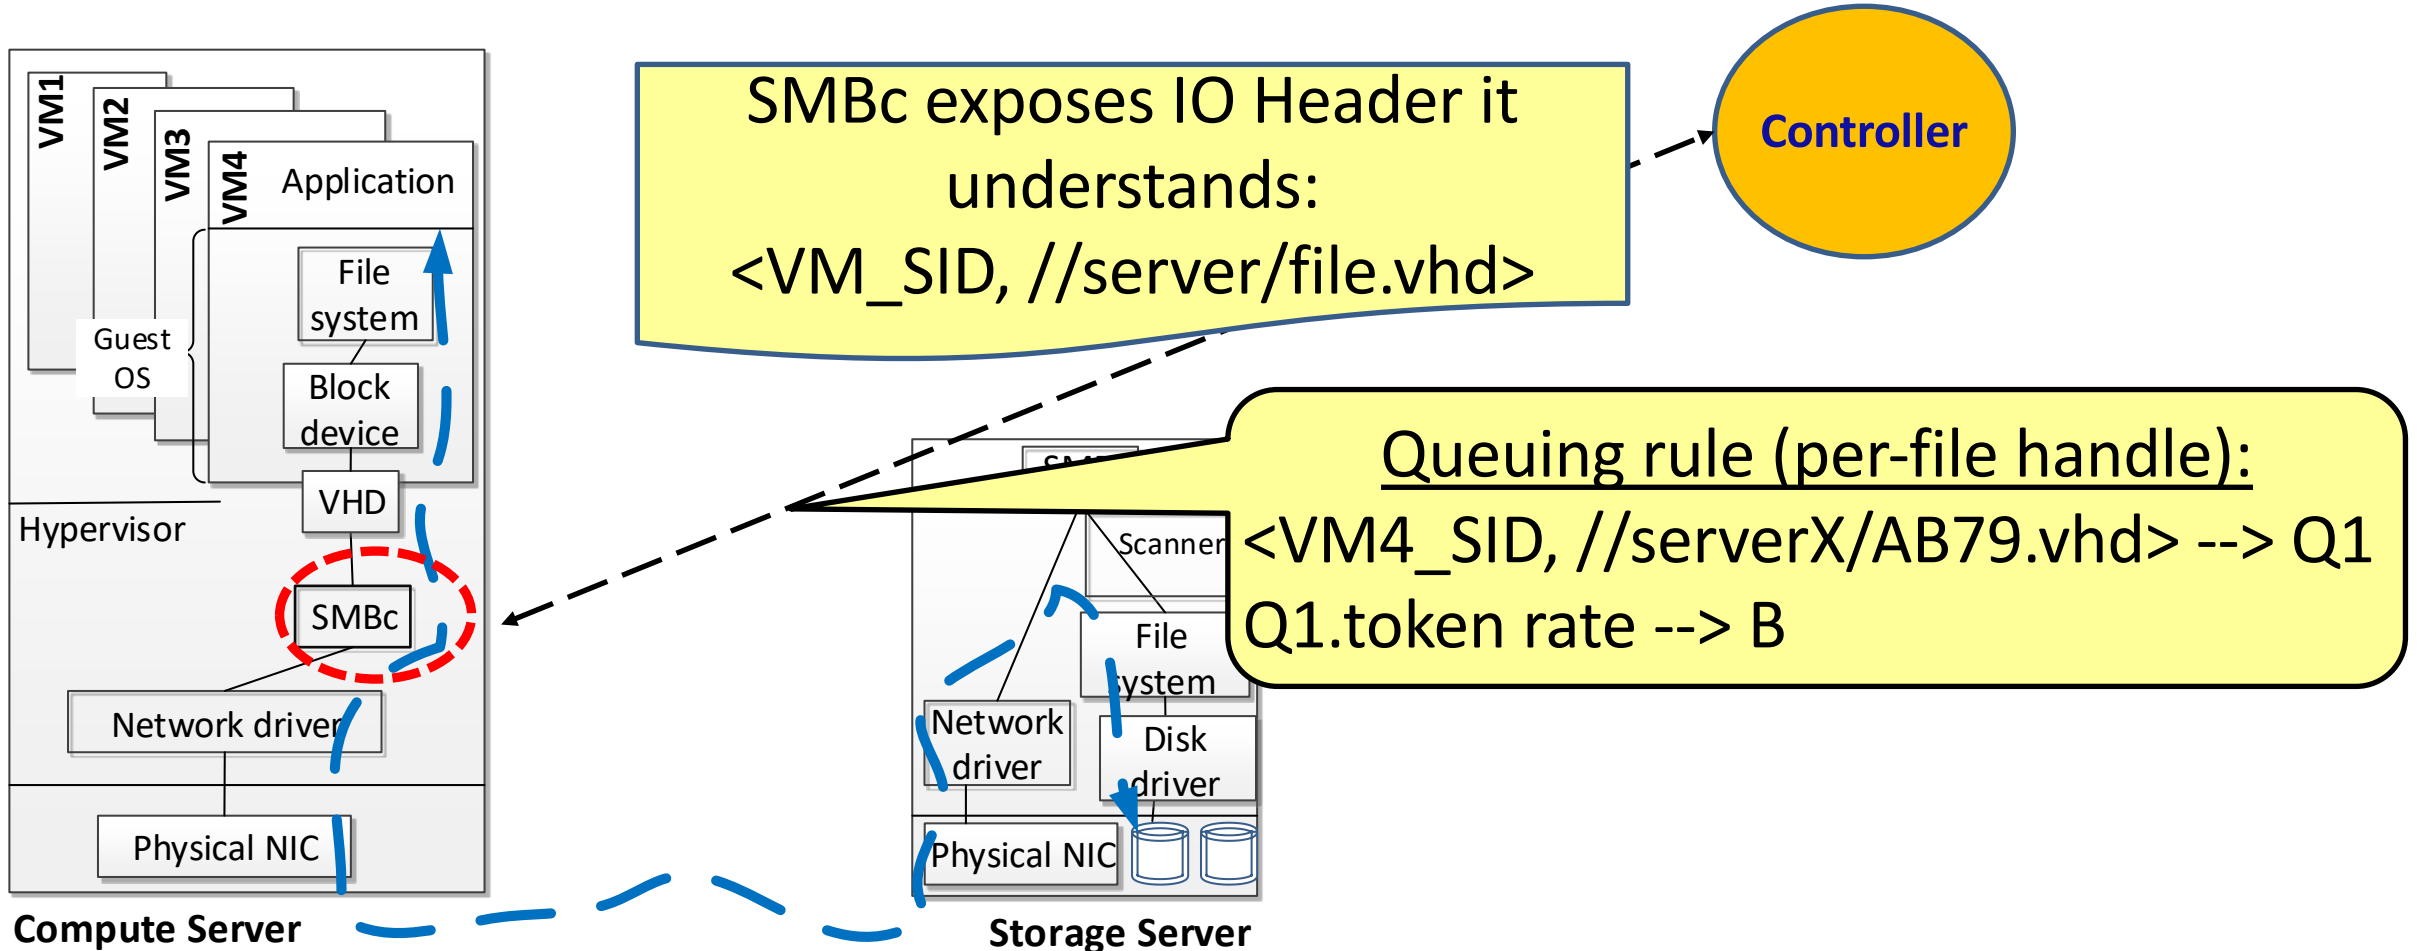 VM1
VM2
VM3
VM4
Application
File
system
Guest
OS
Block
device
VHD
Hypervisor
SMBc
Network driver
Physical NIC
Compute Server
SMBc exposes IO Header it
understands:
<VM_SID, //server/file.vhd>
Controller
Queuing rule (per-file handle):
<VM4_SID, //serverX/AB79.vhd> --> Q1
Q1.token rate --> B
Scanner
File
system
Network
driver
Disk
driver
Physical NIC
Storage Server